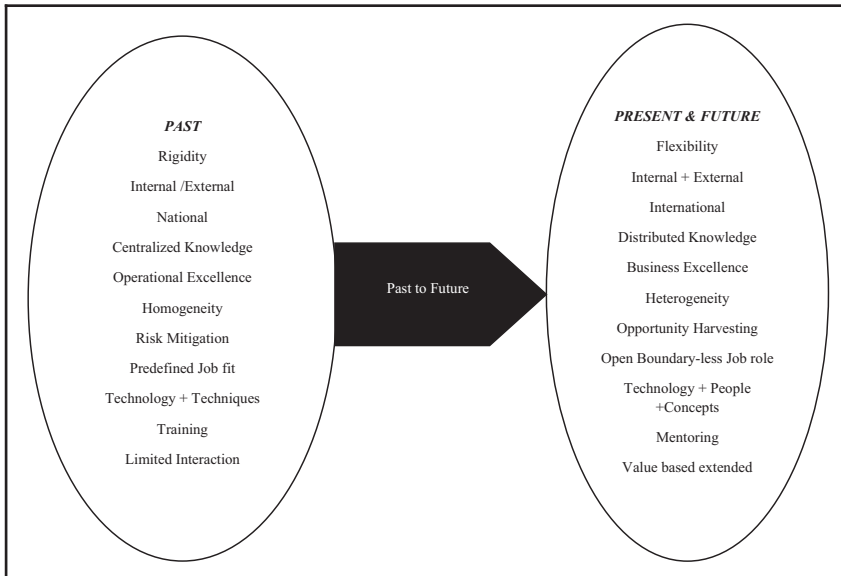 PAST
Rigidity
Internal /External
National
Centralized Knowledge
Operational Excellence
Homogeneity
Risk Mitigation
Predefined Job fit
Technology + Techniques
Training
Limited Interaction
Past to Future
PRESENT & FUTURE
Flexibility
Internal + External
International
Distributed Knowledge
Business Excellence
Heterogeneity
Opportunity Harvesting
Open Boundary-less Job role
Technology + People
+Concepts
Mentoring
Value based extended